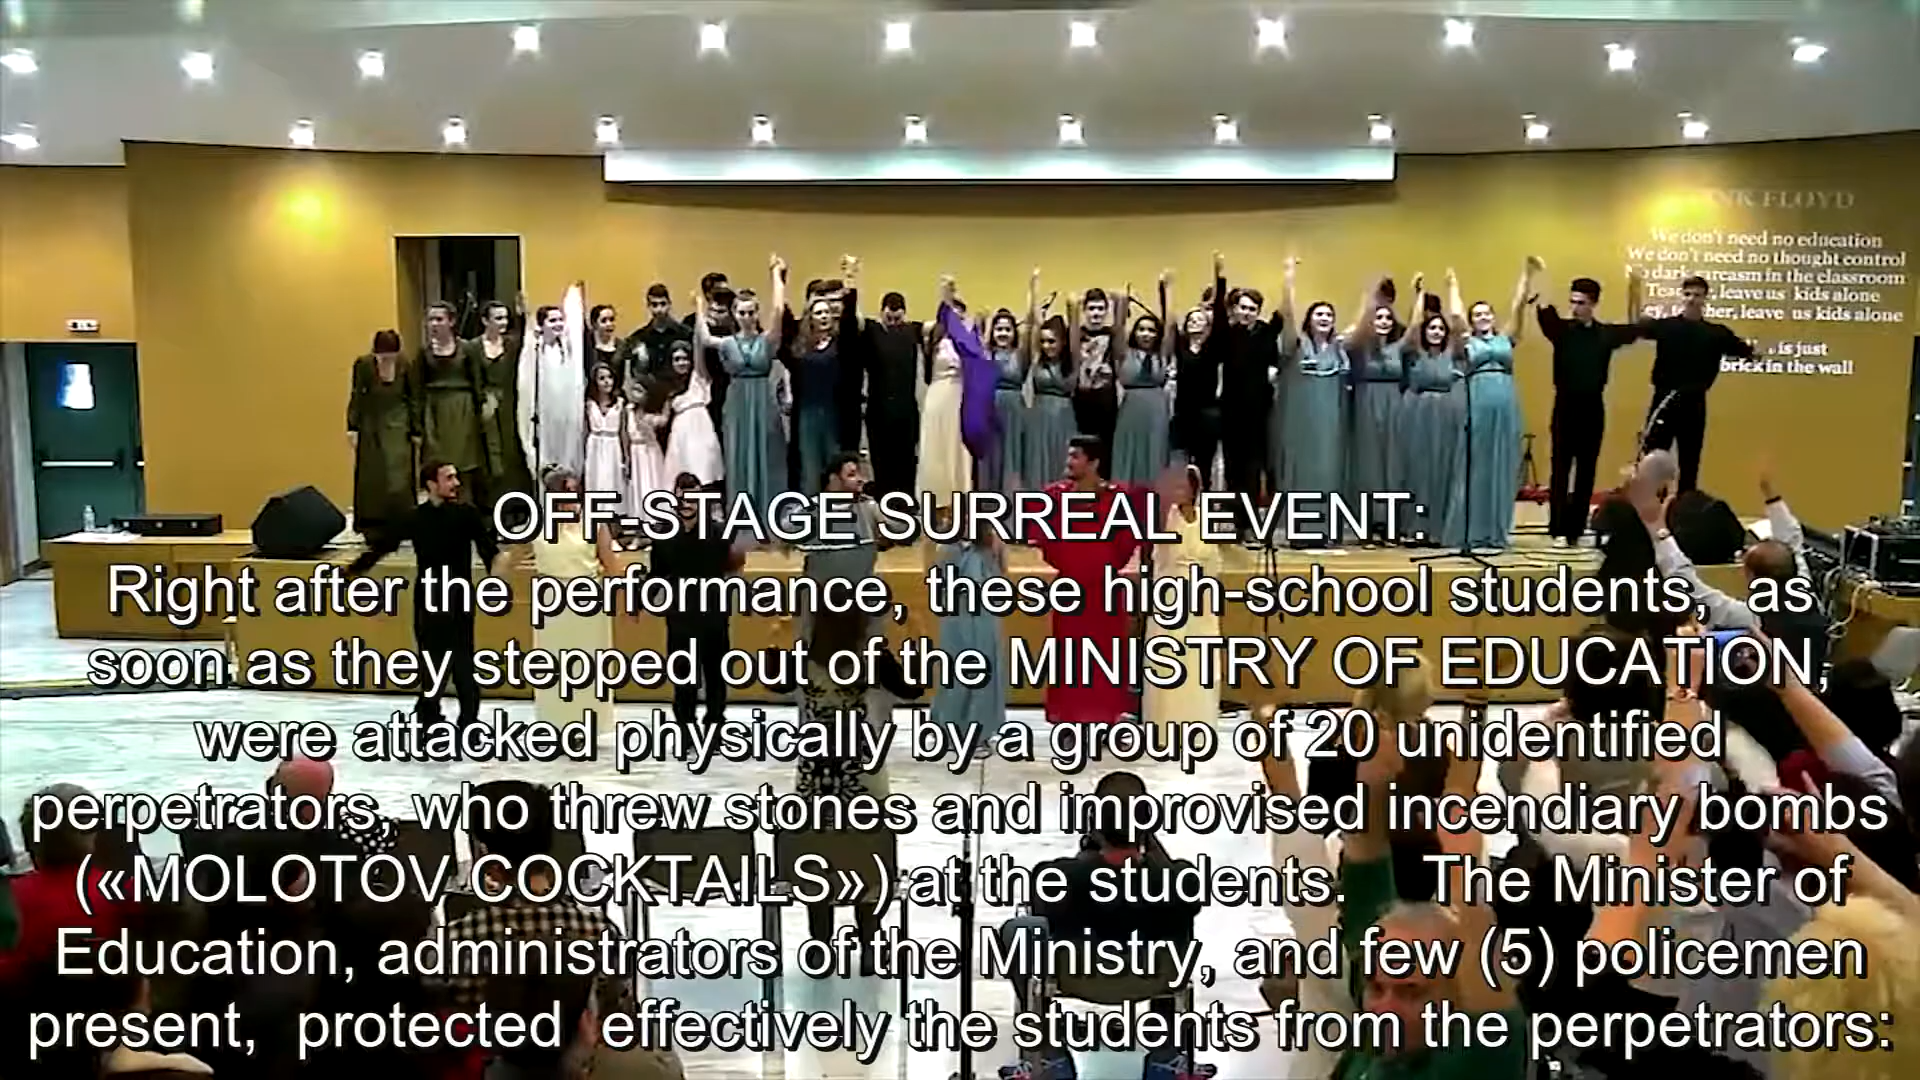 FLOYD
We don't need no education
We don't need no thought control
dark sarcasm in the classroom
leave us kids alone
leave us kids alone
is just
brick in the wall
OFF-STAGE SURREAL EVENT:
Right after the performance, these high-school students, as
soon as they stepped out of the MINISTRY OF EDUCATION,
were attacked physically by a group of 20 unidentified
perpetrators, who threw stones and improvised incendiary bombs
(«MOLOTOV COCKTAILS») at the students. The Minister of
Education, administrators of the Ministry, and few (5) policemen
present, protected effectively the students from the perpetrators: